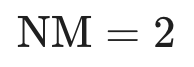 NM = 2